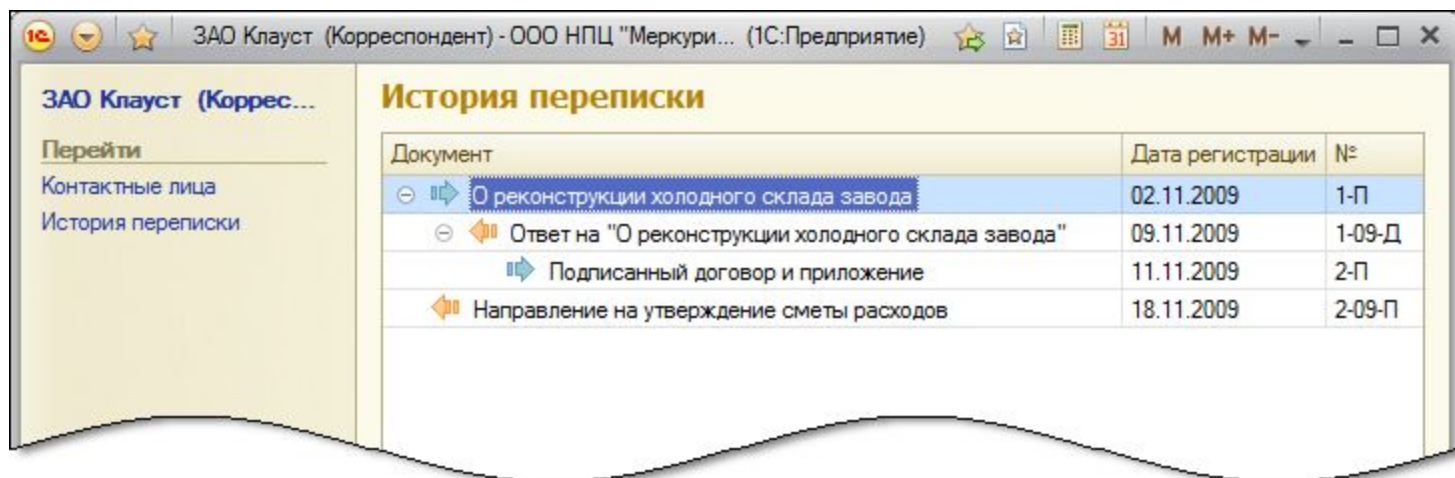 ЗАО Клауст (Корреспондент) - ООО НПЦ "Меркури... (1С:Предприятие) 31 M M+ M-
ЗАО Клауст (Коррес...
Перейти
Контактные лица
История переписки
История переписки
Документ Дата регистрации №
О реконструкции холодного склада завода 02.11.2009 1-П
Ответ на "О реконструкции холодного склада завода" 09.11.2009 1-09-Д
Подписанный договор и приложение 11.11.2009 2-П
Направление на утверждение сметы расходов 18.11.2009 2-09-П